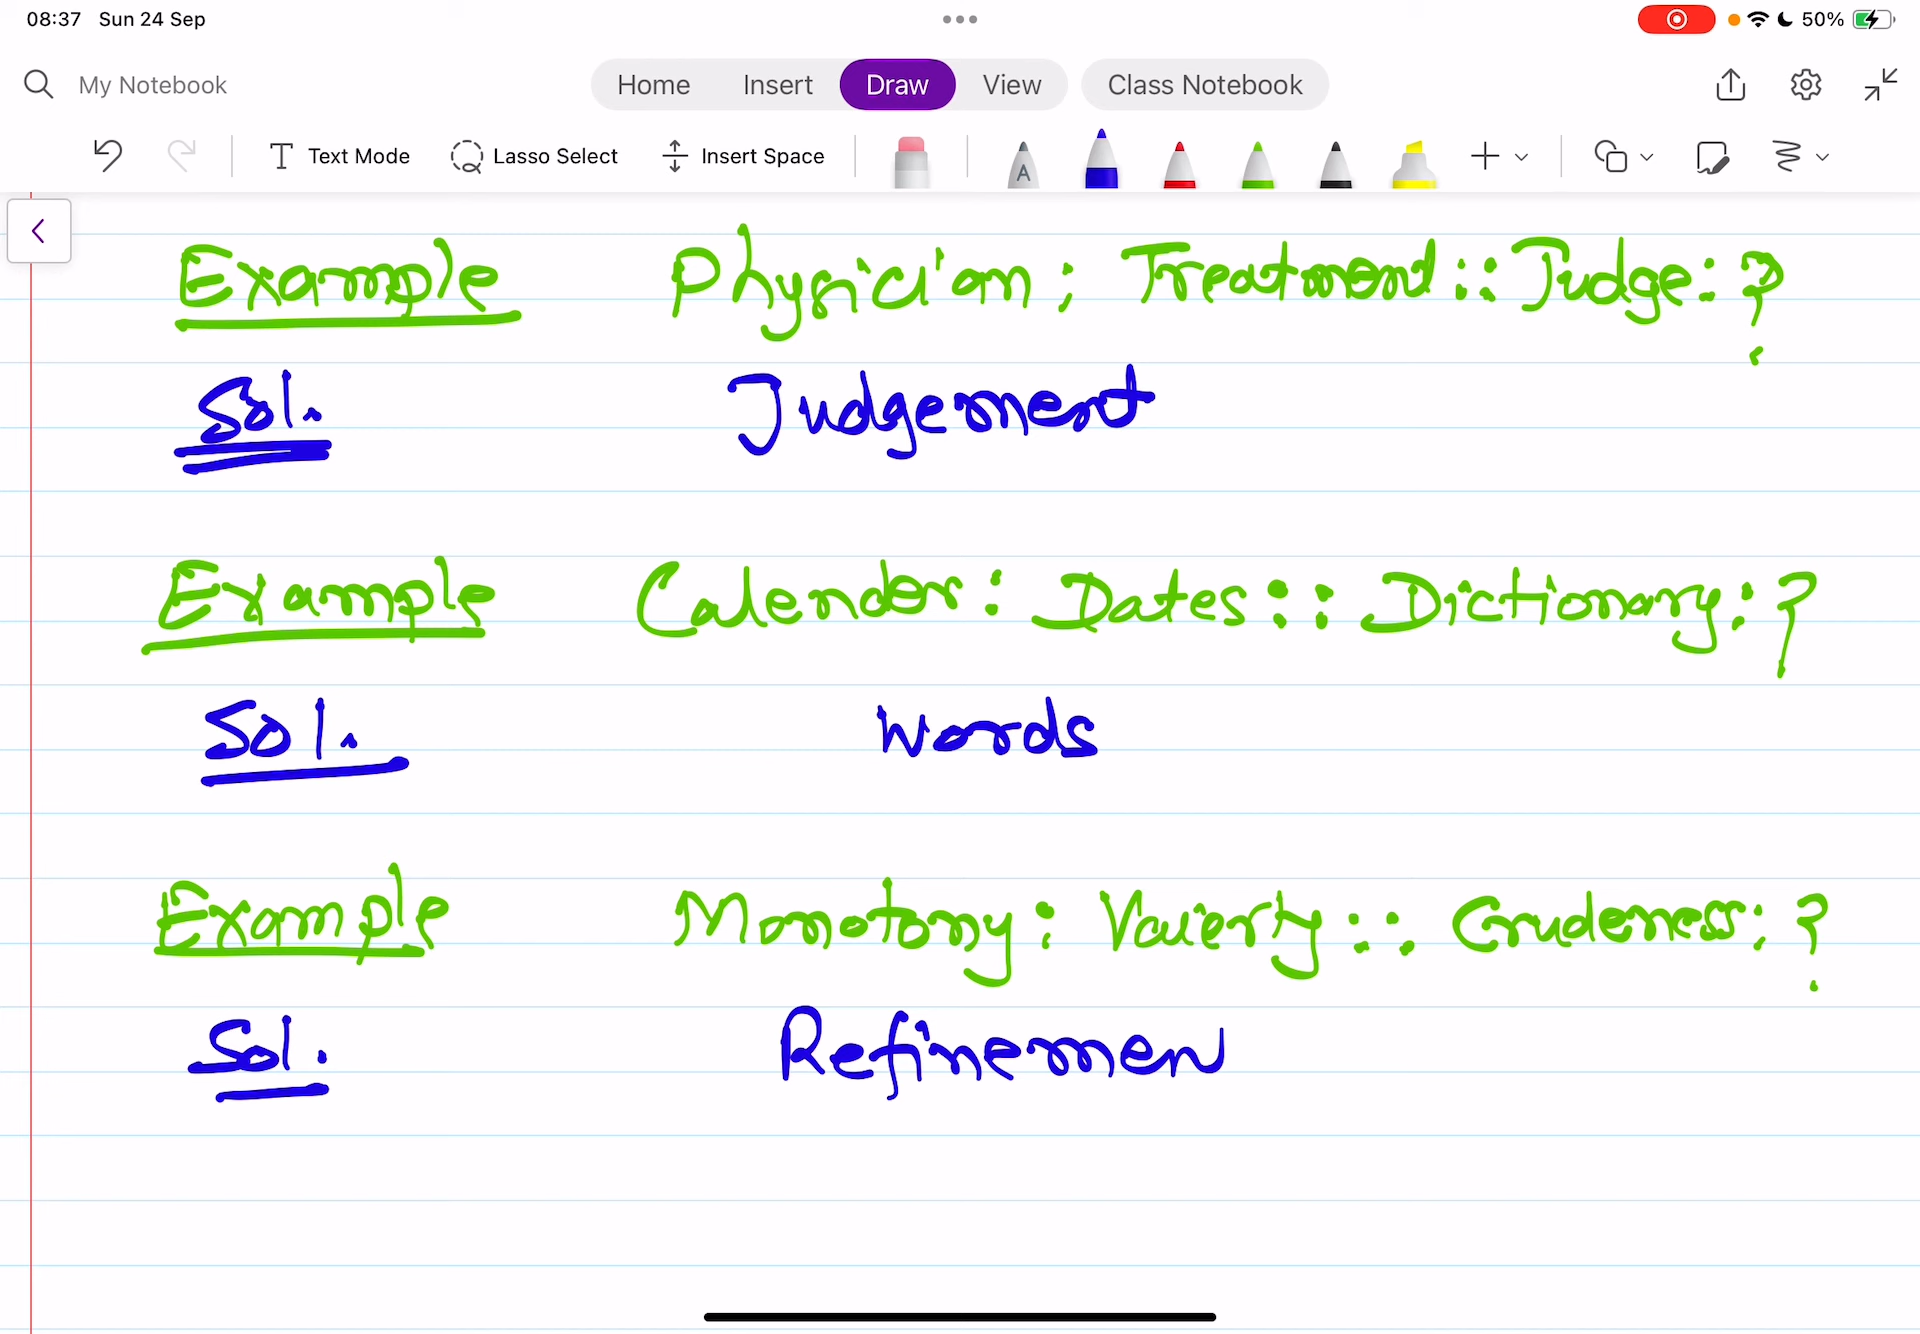 08:37 Sun 24 Sep 50%
My Notebook Home Insert Draw View Class Notebook
Text Mode Lasso Select Insert Space A
Example Physician : Treatment :: Judge : ?
Sol. Judgement
Example Calender : Dates :: Dictionary : ?
Sol. Words
Example Monotony : Vaierty :: Crudeness : ?
Sol. Refinemen